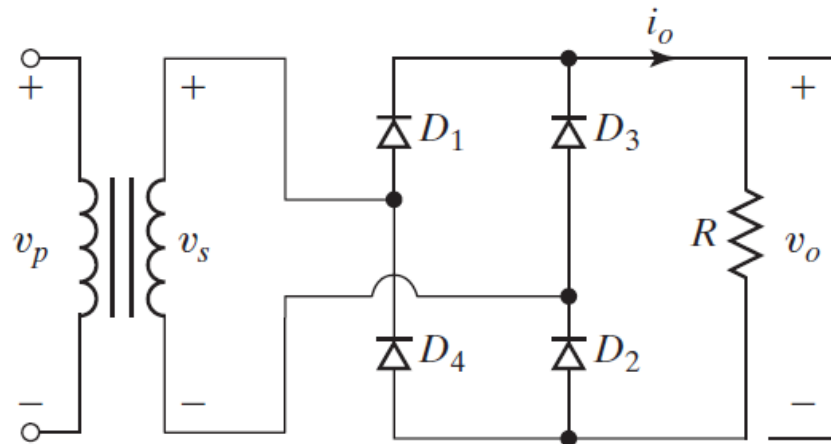 i_o
+ + +
D_1 D_3
v_p v_s R v_o
D_4 D_2
− − −